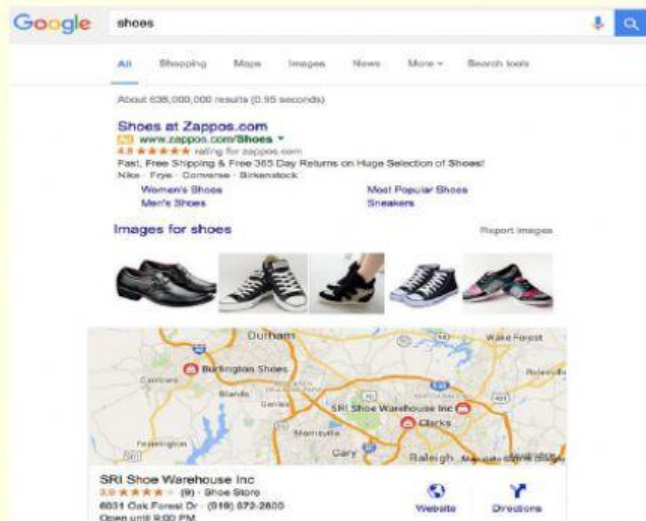 Google shoes
All Shopping Maps Images News More Search tools
About 638,000,000 results (0.95 seconds)
Shoes at Zappos.com
Ad www.zappos.com/Shoes
4.8 ★★★★★ rating for zappos.com
Fast, Free Shipping & Free 365 Day Returns on Huge Selection of Shoes!
Nike · Frye · Converse · Birkenstock
Women's Shoes Most Popular Shoes
Men's Shoes Sneakers
Images for shoes Report images
Durham Wake Forest
Burlington Shoes
SRI Shoe Warehouse Inc
Clarks
Morrisville
Cary Raleigh
SRI Shoe Warehouse Inc
3.9 ★★★★ (9) · Shoe Store
6031 Oak Forest Dr · (919) 872-2800
Open until 9:00 PM
Website Directions